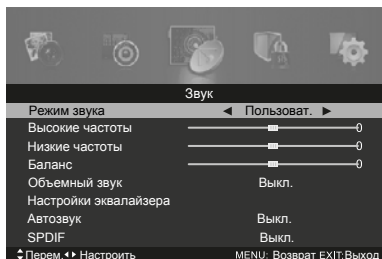 Звук
Режим звука ◄ Пользоват. ►
Высокие частоты 0
Низкие частоты 0
Баланс 0
Объемный звук Выкл.
Настройки эквалайзера
Автозвук Выкл.
SPDIF Выкл.
Перем. Настроить MENU: Возврат EXIT:Выход